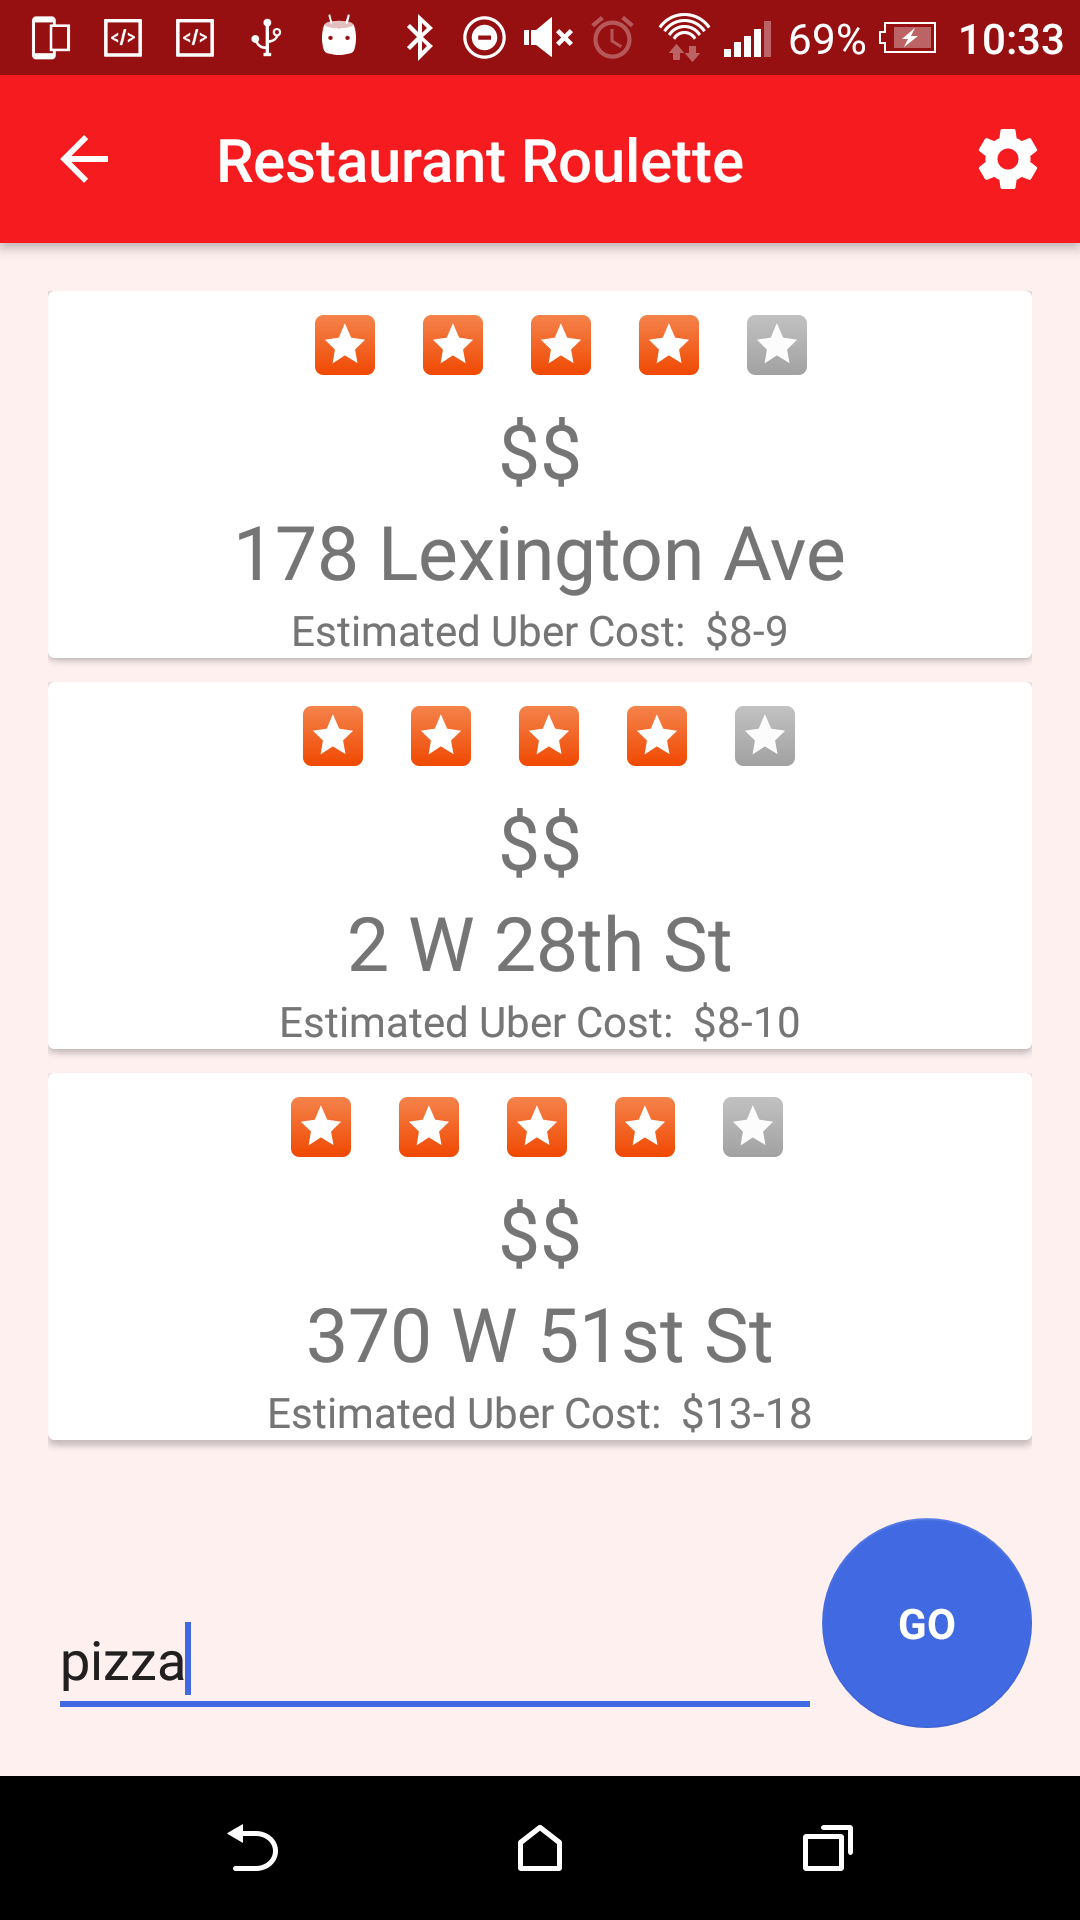 69% 10:33
Restaurant Roulette
$$
178 Lexington Ave
Estimated Uber Cost: $8-9
$$
2 W 28th St
Estimated Uber Cost: $8-10
$$
370 W 51st St
Estimated Uber Cost: $13-18
GO
pizza